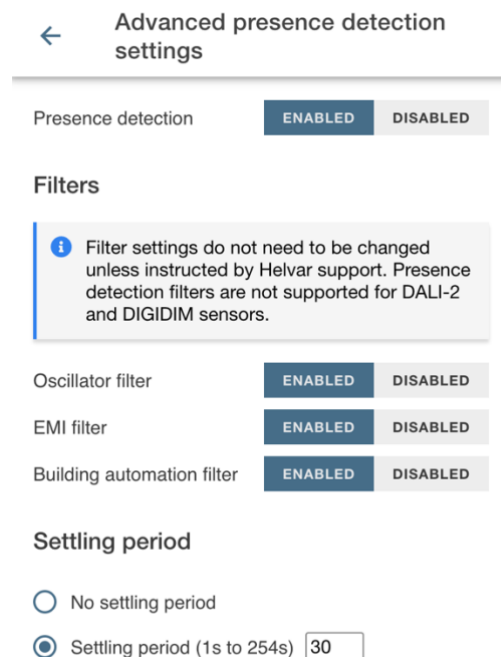 Advanced presence detection
settings
Presence detection ENABLED DISABLED
Filters
Filter settings do not need to be changed
unless instructed by Helvar support. Presence
detection filters are not supported for DALI-2
and DIGIDIM sensors.
Oscillator filter ENABLED DISABLED
EMI filter ENABLED DISABLED
Building automation filter ENABLED DISABLED
Settling period
No settling period
Settling period (1s to 254s) 30